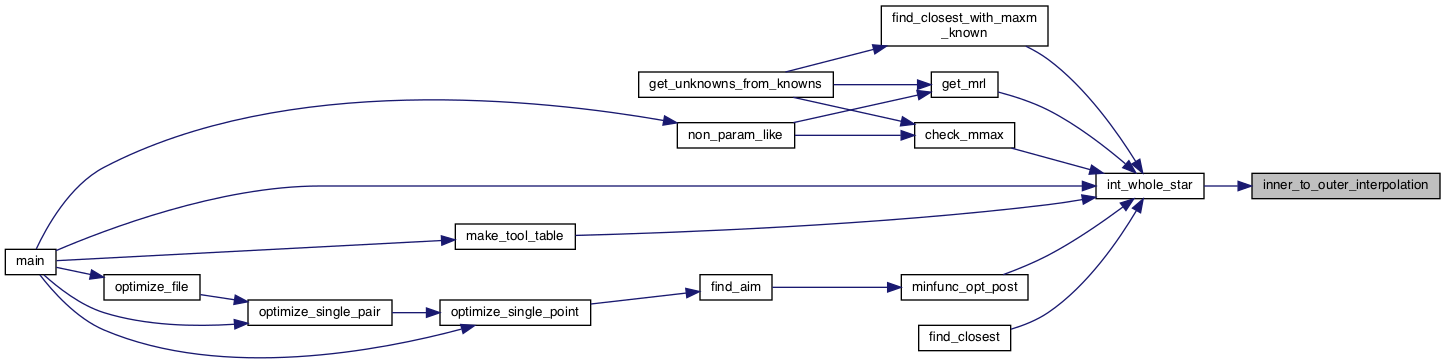 find_closest_with_maxm
_known
get_unknowns_from_knowns
get_mrl
non_param_like
check_mmax
int_whole_star
inner_to_outer_interpolation
make_tool_table
main
optimize_file
find_aim
minfunc_opt_post
optimize_single_pair
optimize_single_point
find_closest